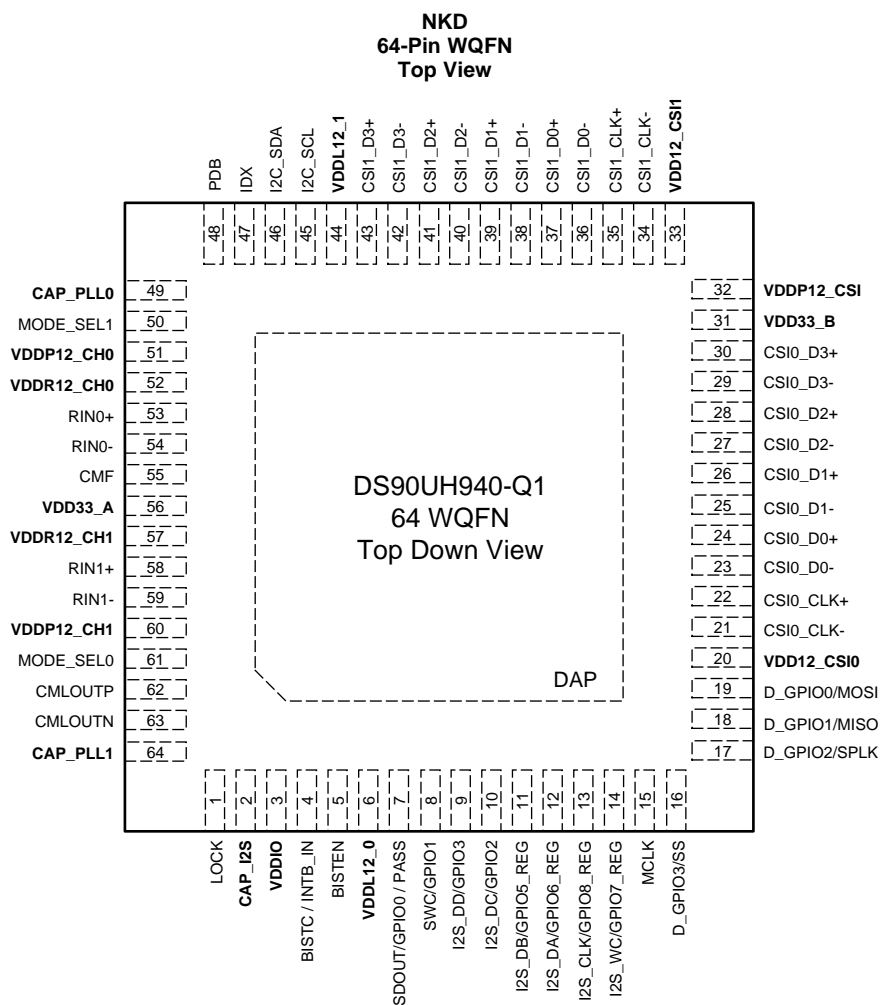 NKD
64-Pin WQFN
Top View
PDB
IDX
I2C_SDA
I2C_SCL
VDDL12_1
CSI1_D3+
CSI1_D3-
CSI1_D2+
CSI1_D2-
CSI1_D1+
CSI1_D1-
CSI1_D0+
CSI1_D0-
CSI1_CLK+
CSI1_CLK-
VDD12_CSI1
48
47
46
45
44
43
42
41
40
39
38
37
36
35
34
33
CAP_PLL0 49
MODE_SEL1 50
VDDP12_CH0 51
VDDR12_CH0 52
RIN0+ 53
RIN0- 54
CMF 55
VDD33_A 56
VDDR12_CH1 57
RIN1+ 58
RIN1- 59
VDDP12_CH1 60
MODE_SEL0 61
CMLOUTP 62
CMLOUTN 63
CAP_PLL1 64
DS90UH940-Q1
64 WQFN
Top Down View
DAP
32 VDDP12_CSI
31 VDD33_B
30 CSI0_D3+
29 CSI0_D3-
28 CSI0_D2+
27 CSI0_D2-
26 CSI0_D1+
25 CSI0_D1-
24 CSI0_D0+
23 CSI0_D0-
22 CSI0_CLK+
21 CSI0_CLK-
20 VDD12_CSI0
19 D_GPIO0/MOSI
18 D_GPIO1/MISO
17 D_GPIO2/SPLK
1
2
3
4
5
6
7
8
9
10
11
12
13
14
15
16
LOCK
CAP_I2S
VDDIO
BISTC / INTB_IN
BISTEN
VDDL12_0
SDOUT/GPIO0 / PASS
SWC/GPIO1
I2S_DD/GPIO3
I2S_DC/GPIO2
I2S_DB/GPIO5_REG
I2S_DA/GPIO6_REG
I2S_CLK/GPIO8_REG
I2S_WC/GPIO7_REG
MCLK
D_GPIO3/SS